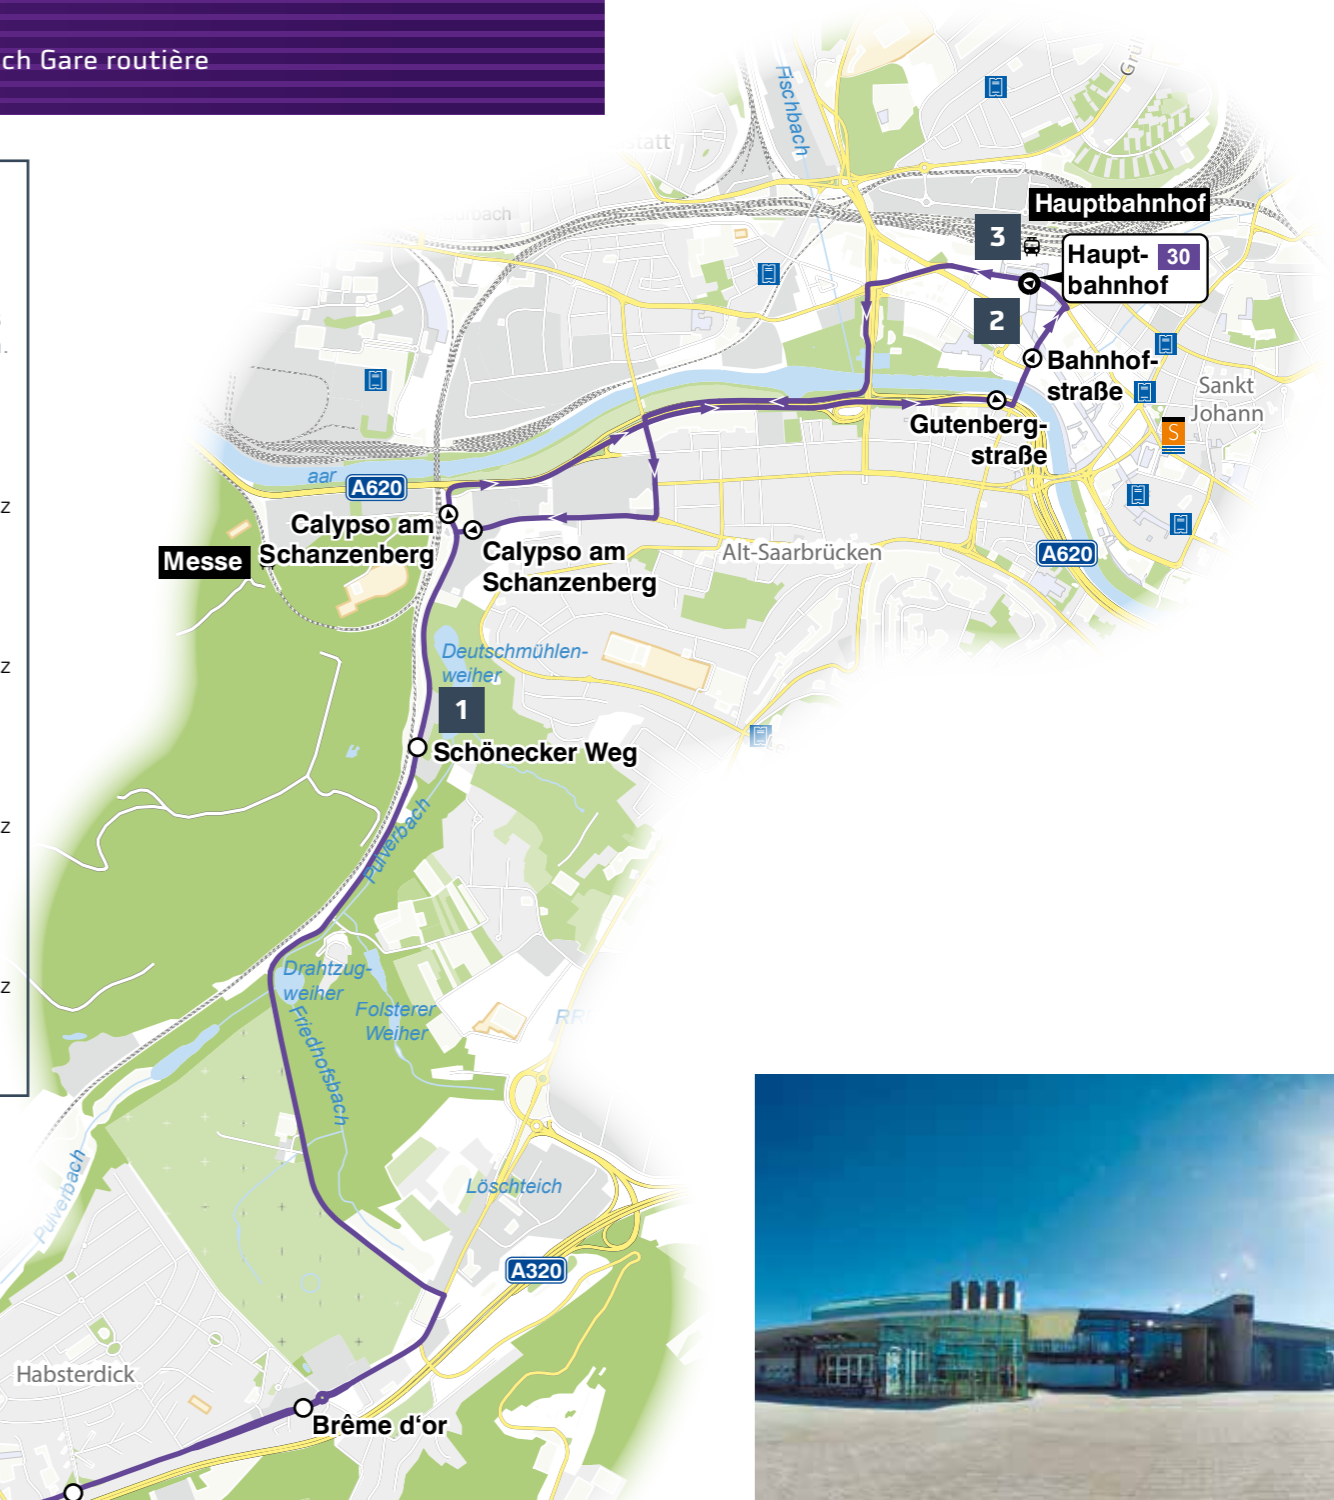 ch Gare routière
Fischbach
Hauptbahnhof
3
Haupt- 30
bahnhof
2
Bahnhof-
straße
Sankt
Johann
S
Gutenberg-
straße
aar
A620
Calypso am
Schanzenberg
Messe
Calypso am
Schanzenberg
Alt-Saarbrücken
A620
Deutschmühlen-
weiher
1
Schönecker Weg
Pulverbach
z
z
z
z
Drahtzug-
weiher
Folsterer
Weiher
Friedhofsbach
Pulverbach
Löschteich
A320
Habsterdick
Brême d‘or